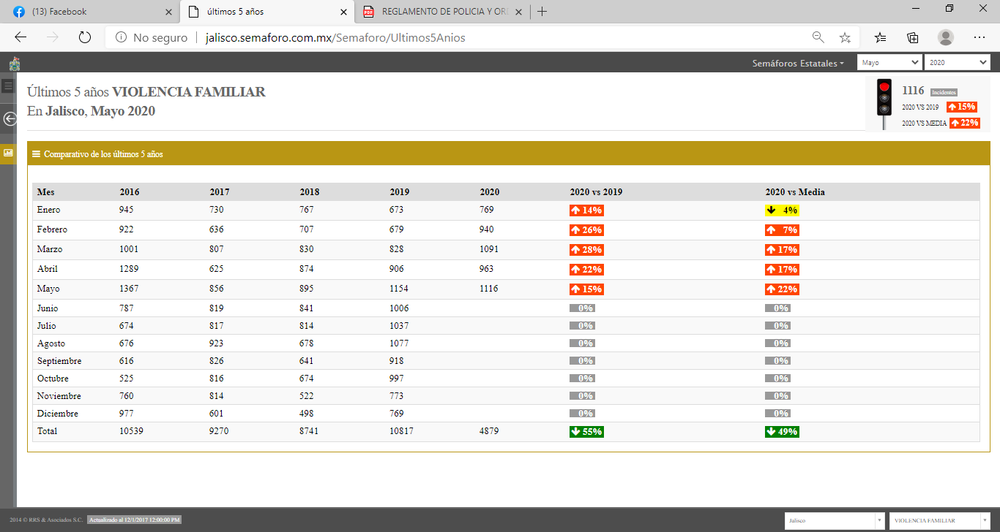 (13) Facebook
últimos 5 años
REGLAMENTO DE POLICIA Y OR
No seguro
jalisco.semaforo.com.mx/Semaforo/Ultimos5Anios
Semáforos Estatales
Mayo
2020
Últimos 5 años VIOLENCIA FAMILIAR
En Jalisco, Mayo 2020
1116 Incidentes
2020 VS 2019 15%
2020 VS MEDIA 22%
Comparativo de los últimos 5 años
Mes 2016 2017 2018 2019 2020 2020 vs 2019 2020 vs Media
Enero 945 730 767 673 769 14% 4%
Febrero 922 636 707 679 940 26% 7%
Marzo 1001 807 830 828 1091 28% 17%
Abril 1289 625 874 906 963 22% 17%
Mayo 1367 856 895 1154 1116 15% 22%
Junio 787 819 841 1006 0% 0%
Julio 674 817 814 1037 0% 0%
Agosto 676 923 678 1077 0% 0%
Septiembre 616 826 641 918 0% 0%
Octubre 525 816 674 997 0% 0%
Noviembre 760 814 522 773 0% 0%
Diciembre 977 601 498 769 0% 0%
Total 10539 9270 8741 10817 4879 55% 49%
2014 © RRS & Asociados S.C. Actualizado al 12/1/2017 12:00:00 PM
Jalisco
VIOLENCIA FAMILIAR